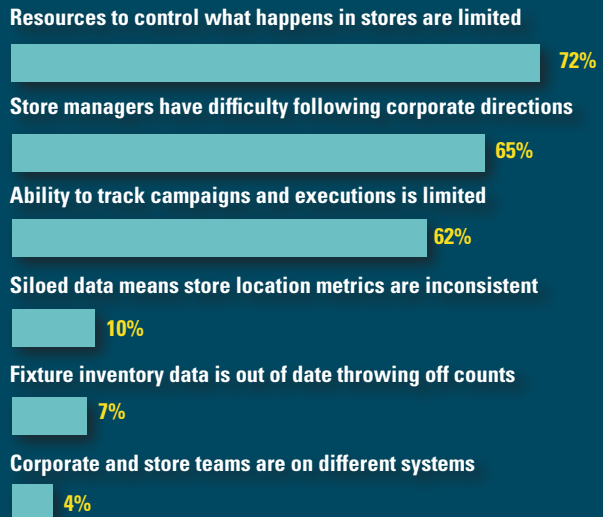 Resources to control what happens in stores are limited
72%
Store managers have difficulty following corporate directions
65%
Ability to track campaigns and executions is limited
62%
Siloed data means store location metrics are inconsistent
10%
Fixture inventory data is out of date throwing off counts
7%
Corporate and store teams are on different systems
4%